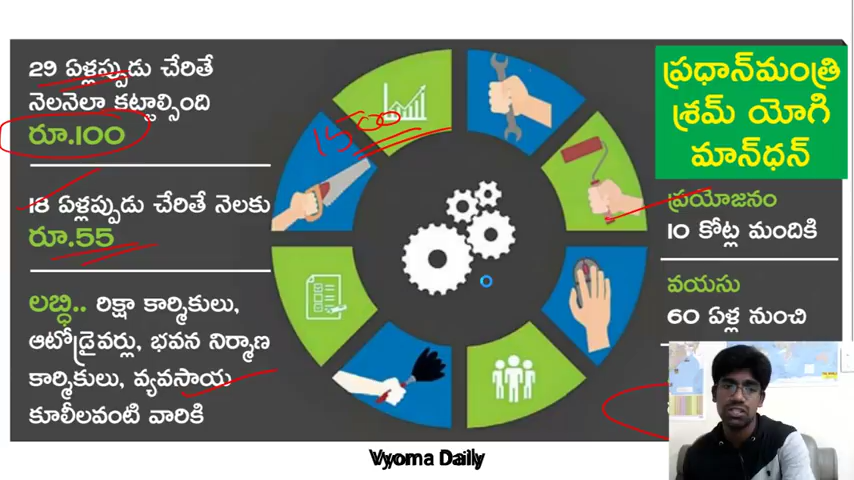 29 ఏళ్లప్పుడు చేరితే
నెలనెలా కట్టాల్సింది
రూ.100
18 ఏళ్లప్పుడు చేరితే నెలకు
రూ.55
లబ్ధి.. రిక్షా కార్మికులు,
ఆటోడ్రైవర్లు, భవన నిర్మాణ
కార్మికులు, వ్యవసాయ
కూలీలవంటి వారికి
1500
ప్రధాన్‌మంత్రి
శ్రమ్ యోగి
మాన్‌ధన్
ప్రయోజనం
10 కోట్ల మందికి
వయసు
60 ఏళ్ల నుంచి
Vyoma Daily